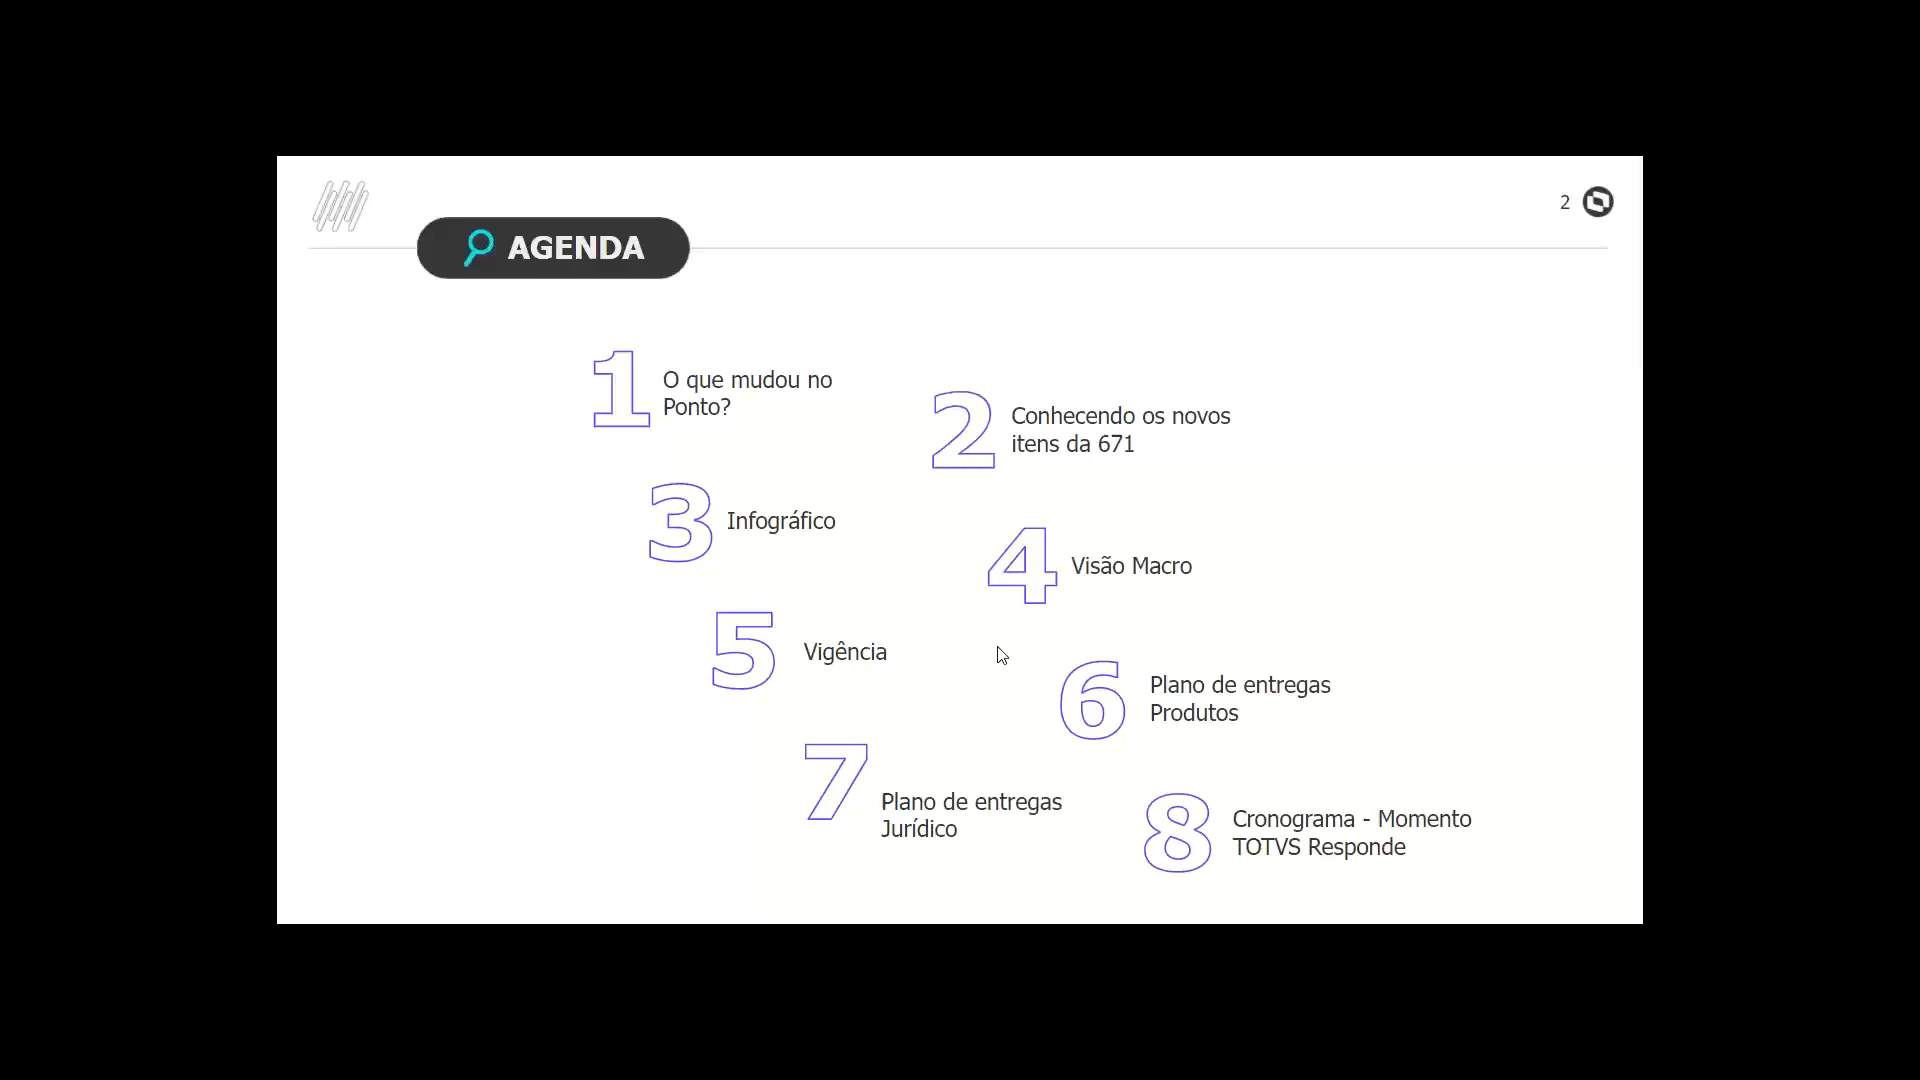 2
AGENDA
1
O que mudou no
Ponto?
2
Conhecendo os novos
itens da 671
3
Infográfico
4
Visão Macro
5
Vigência
6
Plano de entregas
Produtos
7
Plano de entregas
Jurídico
8
Cronograma - Momento
TOTVS Responde